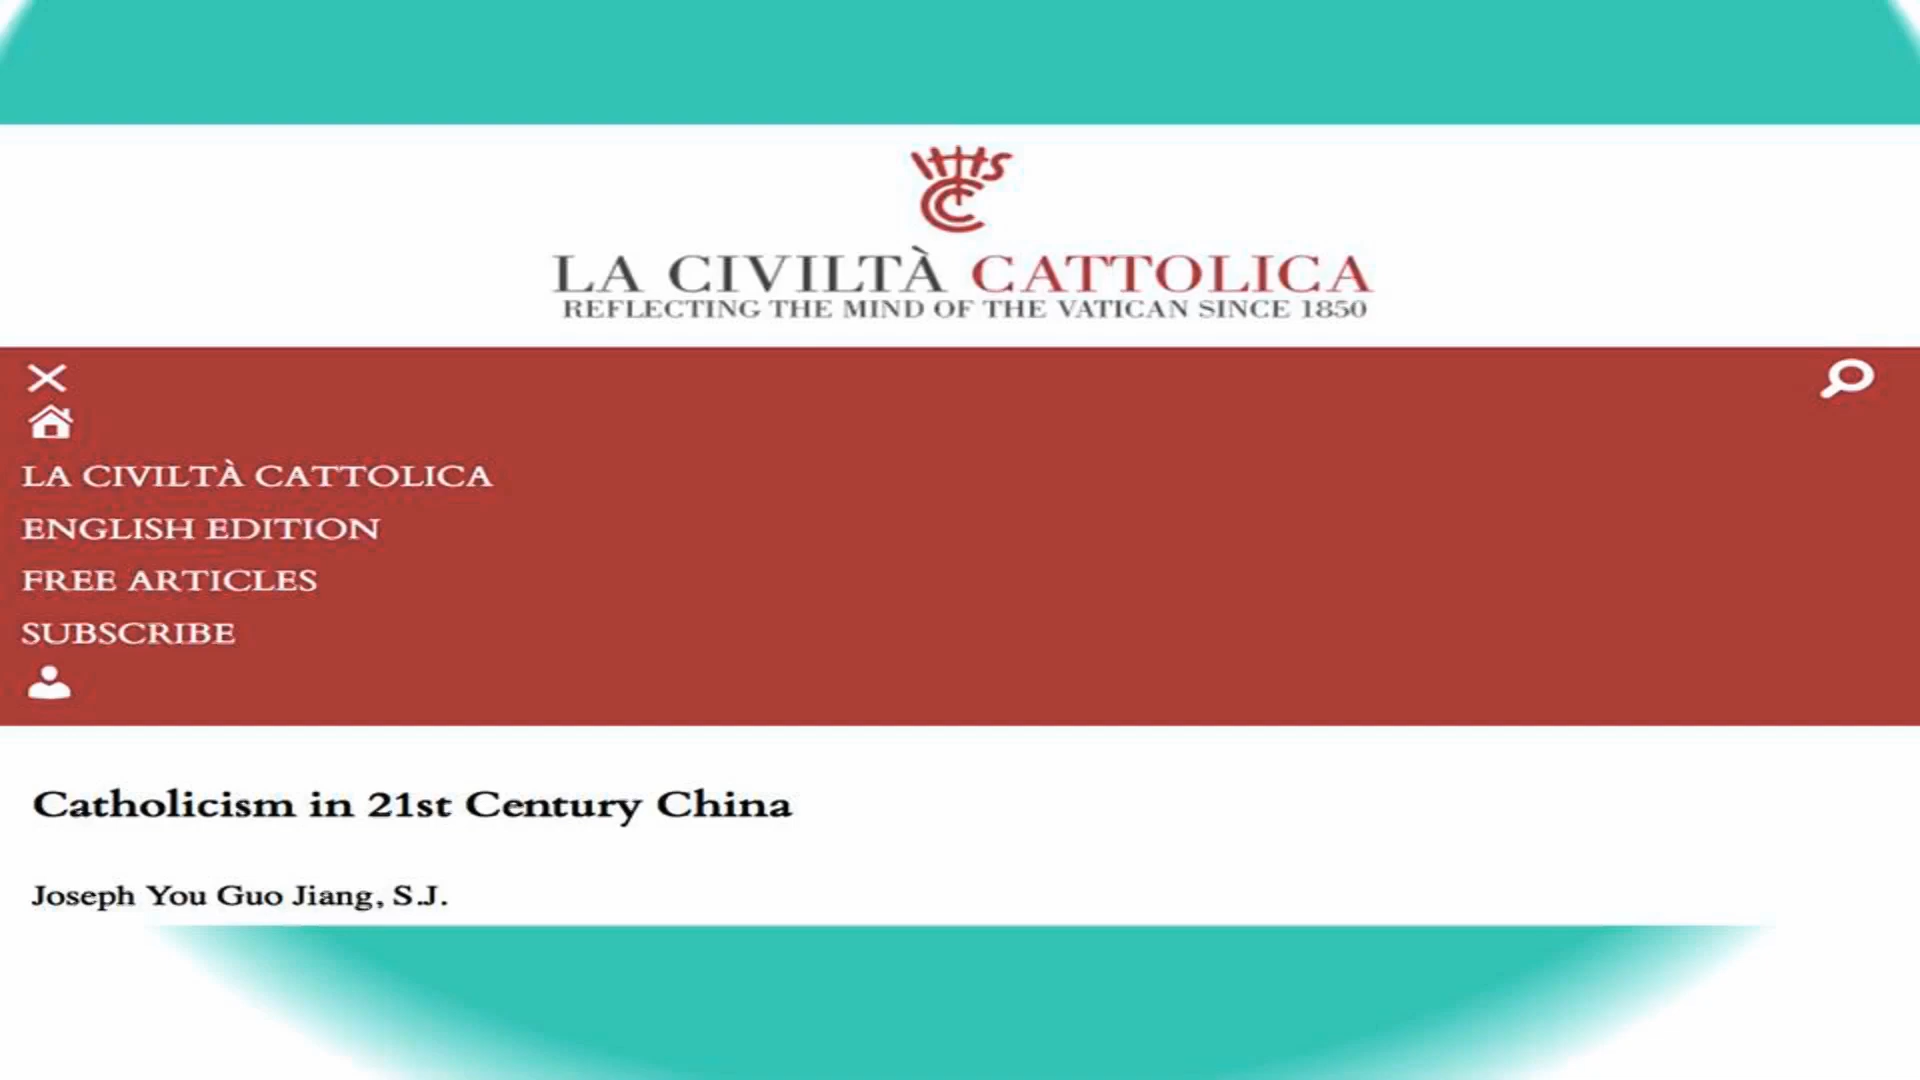 IHS
LA CIVILTÀ CATTOLICA
REFLECTING THE MIND OF THE VATICAN SINCE 1850
LA CIVILTÀ CATTOLICA
ENGLISH EDITION
FREE ARTICLES
SUBSCRIBE
Catholicism in 21st Century China
Joseph You Guo Jiang, S.J.